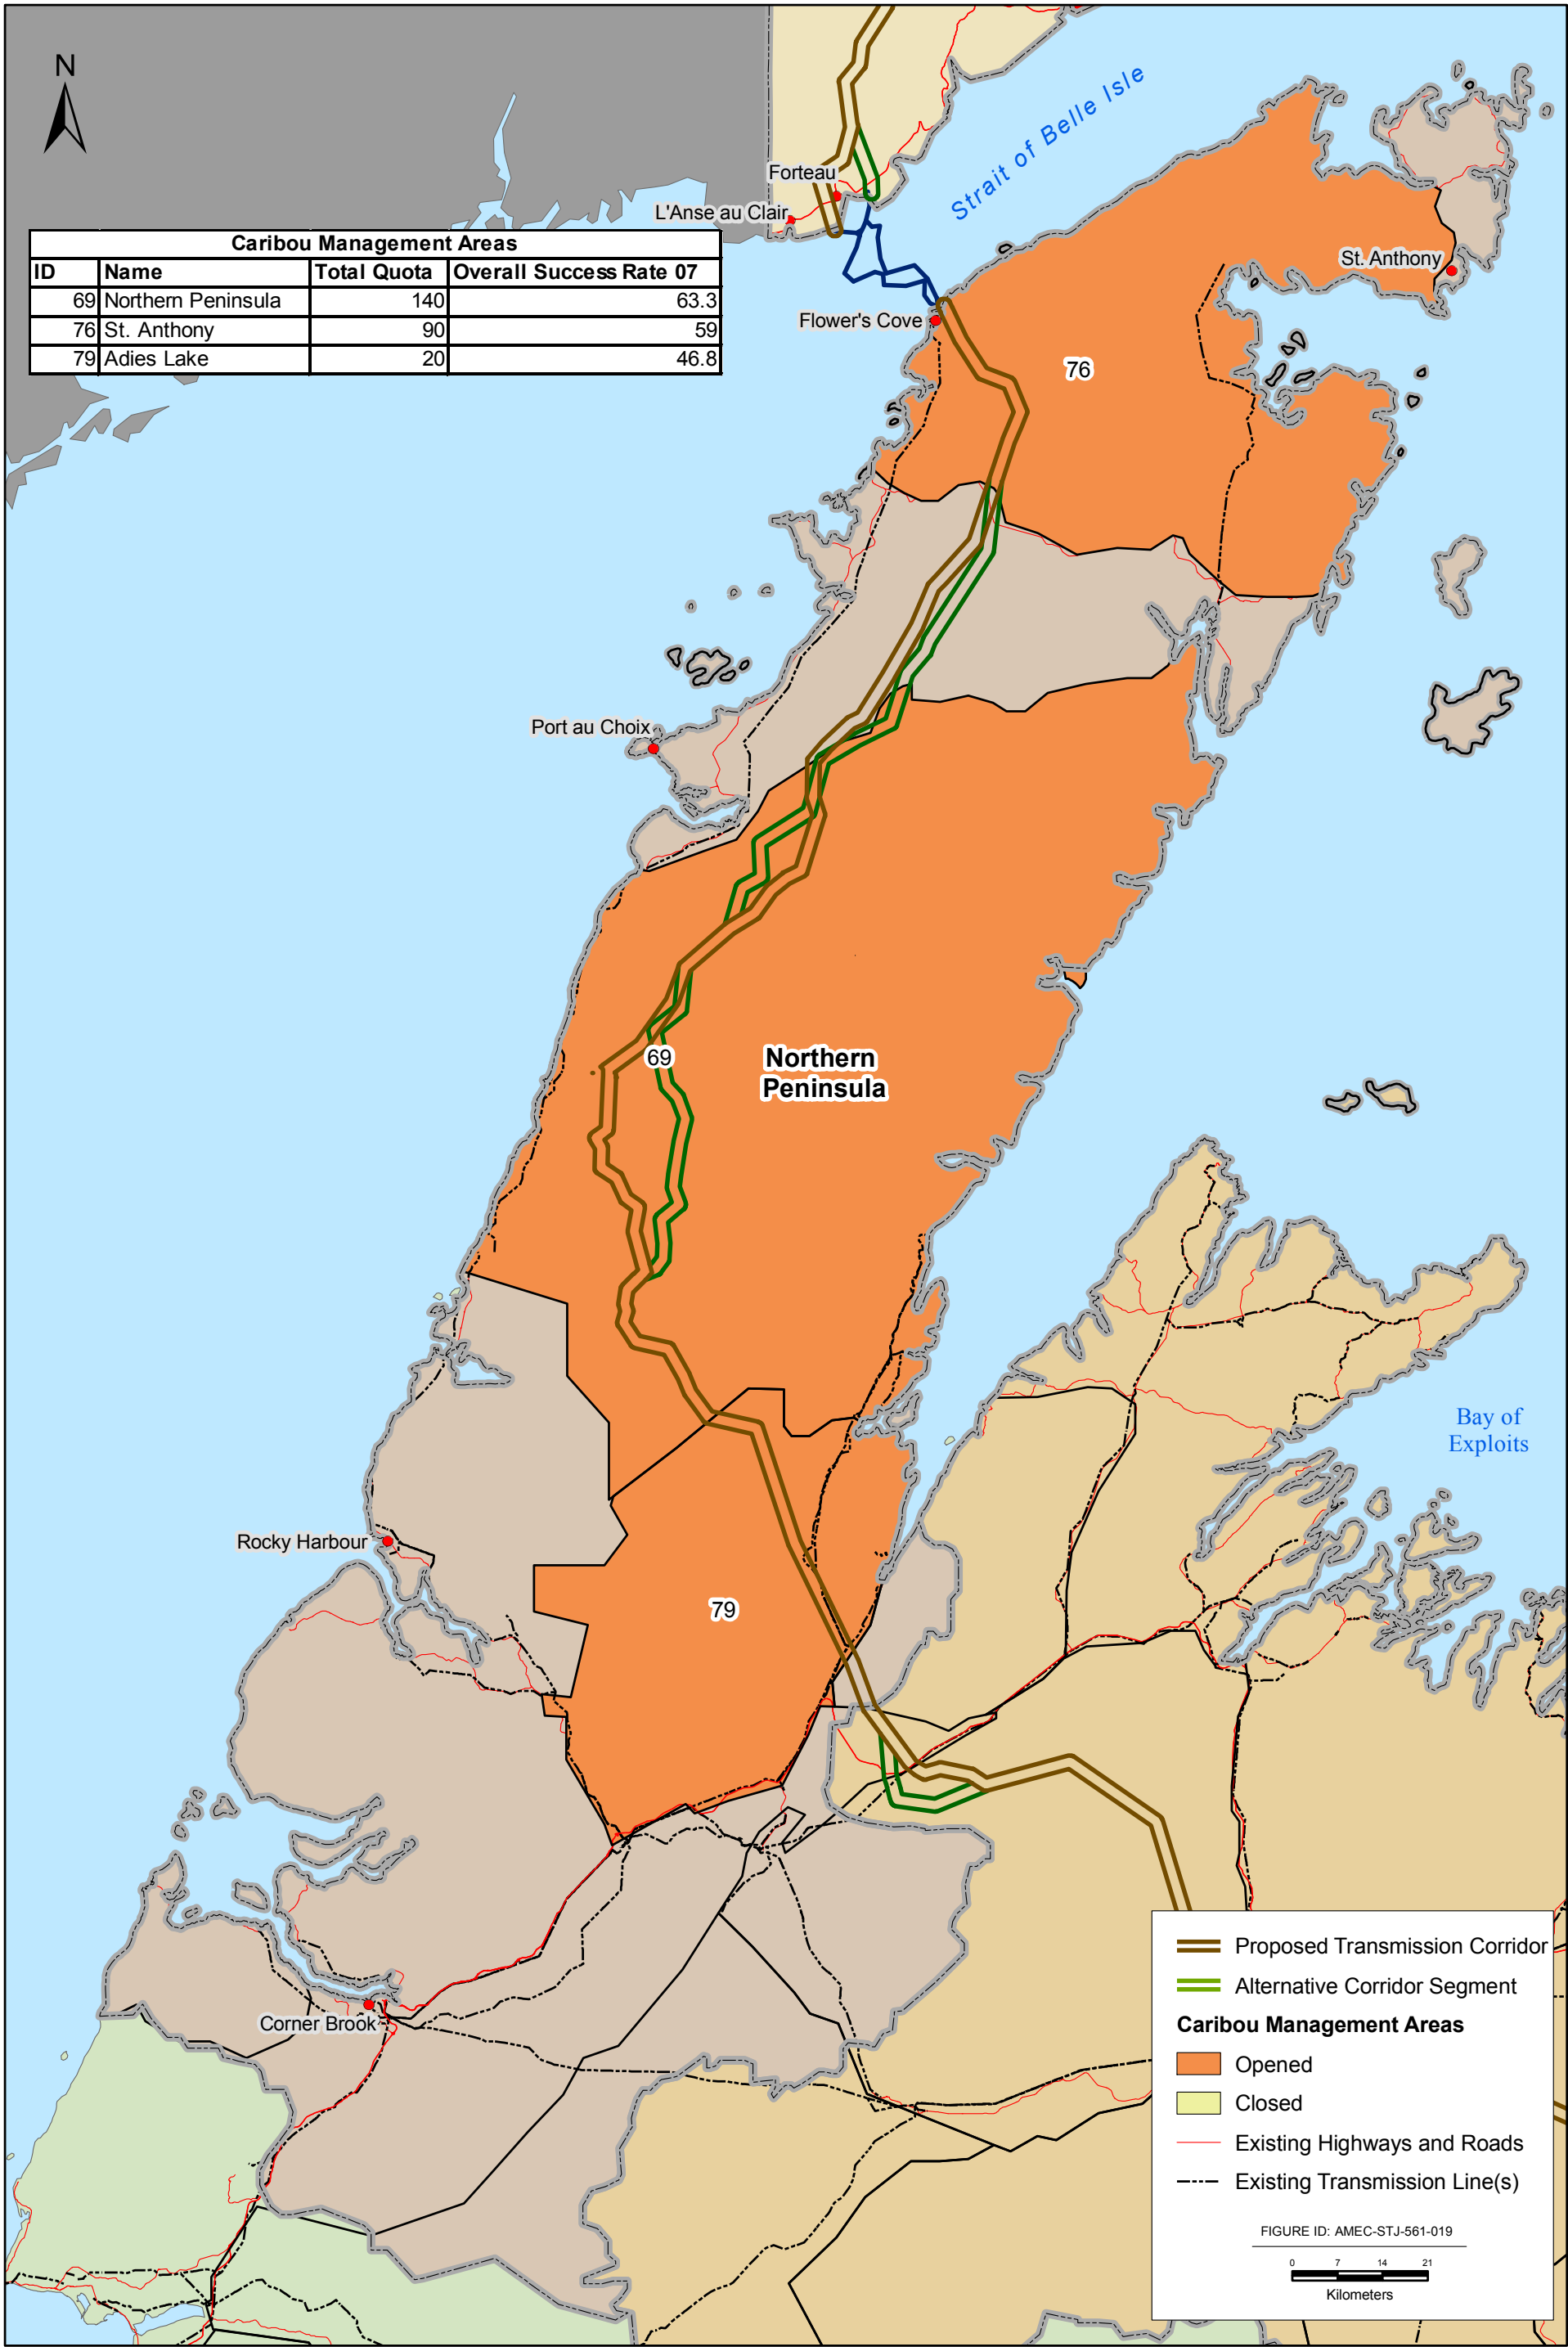 N
Strait of Belle Isle
Forteau
L'Anse au Clair
Caribou Management Areas
ID Name Total Quota Overall Success Rate 07
69 Northern Peninsula 140 63.3
76 St. Anthony 90 59
79 Adies Lake 20 46.8
St. Anthony
Flower's Cove
76
Port au Choix
69
Northern
Peninsula
Bay of
Exploits
Rocky Harbour
79
Corner Brook
Proposed Transmission Corridor
Alternative Corridor Segment
Caribou Management Areas
Opened
Closed
Existing Highways and Roads
Existing Transmission Line(s)
FIGURE ID: AMEC-STJ-561-019
0 7 14 21
Kilometers